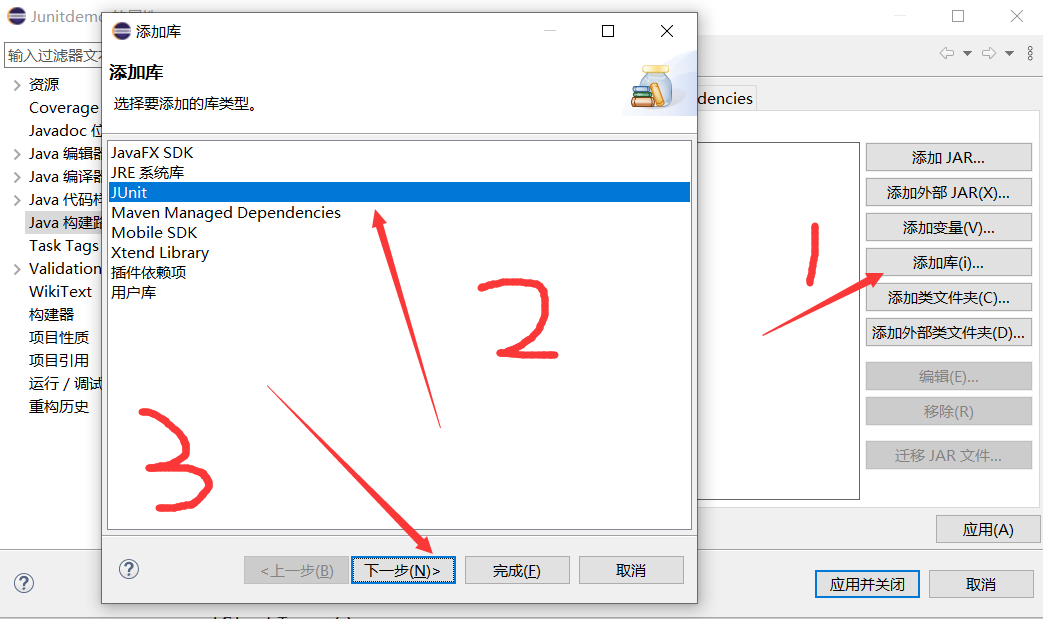 Junitdemo
添加库
添加库
选择要添加的库类型。
JavaFX SDK
JRE 系统库
JUnit
Maven Managed Dependencies
Mobile SDK
Xtend Library
插件依赖项
用户库
<上一步(B)
下一步(N)>
完成(F)
取消
输入过滤器文
资源
Coverage
Javadoc 位
Java 编辑器
Java 编译器
Java 代码样
Java 构建路
Task Tags
Validation
WikiText
构建器
项目性质
项目引用
运行 / 调试
重构历史
dencies
添加 JAR...
添加外部 JAR(X)...
添加变量(V)...
添加库(i)...
添加类文件夹(C)...
添加外部类文件夹(D)...
编辑(E)...
移除(R)
迁移 JAR 文件...
应用(A)
应用并关闭
取消
1
2
3